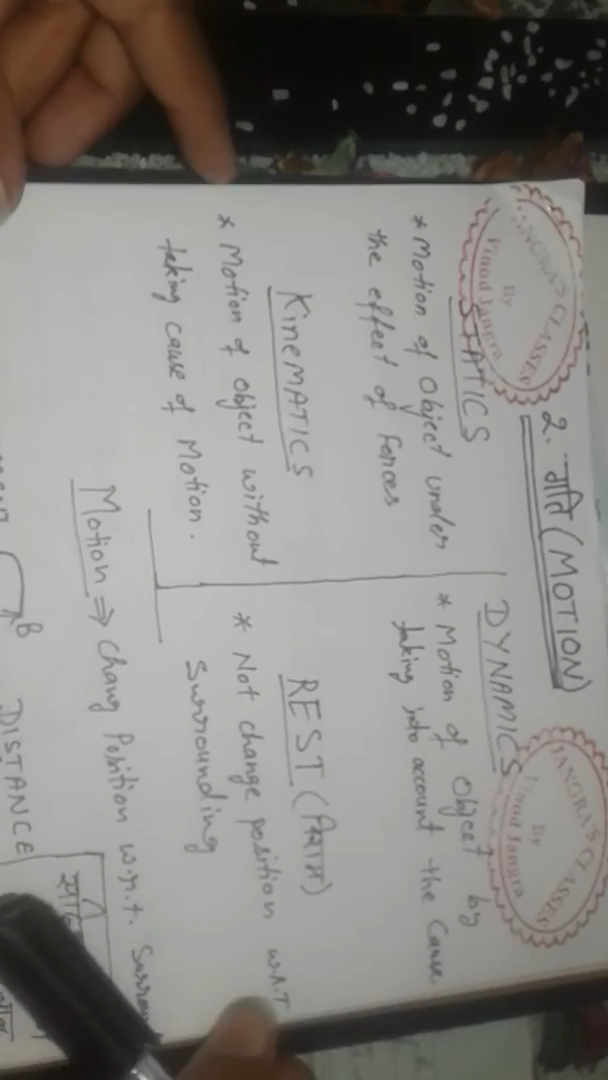 2. गति (MOTION)
JANGRA'S CLASSES
By
Vinod Jangra
JANGRA'S CLASSES
By
Vinod Jangra
STATICS
* Motion of Object under
the effect of Forces
DYNAMICS
* Motion of Object by
taking into account the Cause
KINEMATICS
* Motion of Object without
taking cause of Motion.
REST
* Not change position w.r.T
Surrounding
Motion ⇒ Chang Position w.r.t.
B
DISTANCE